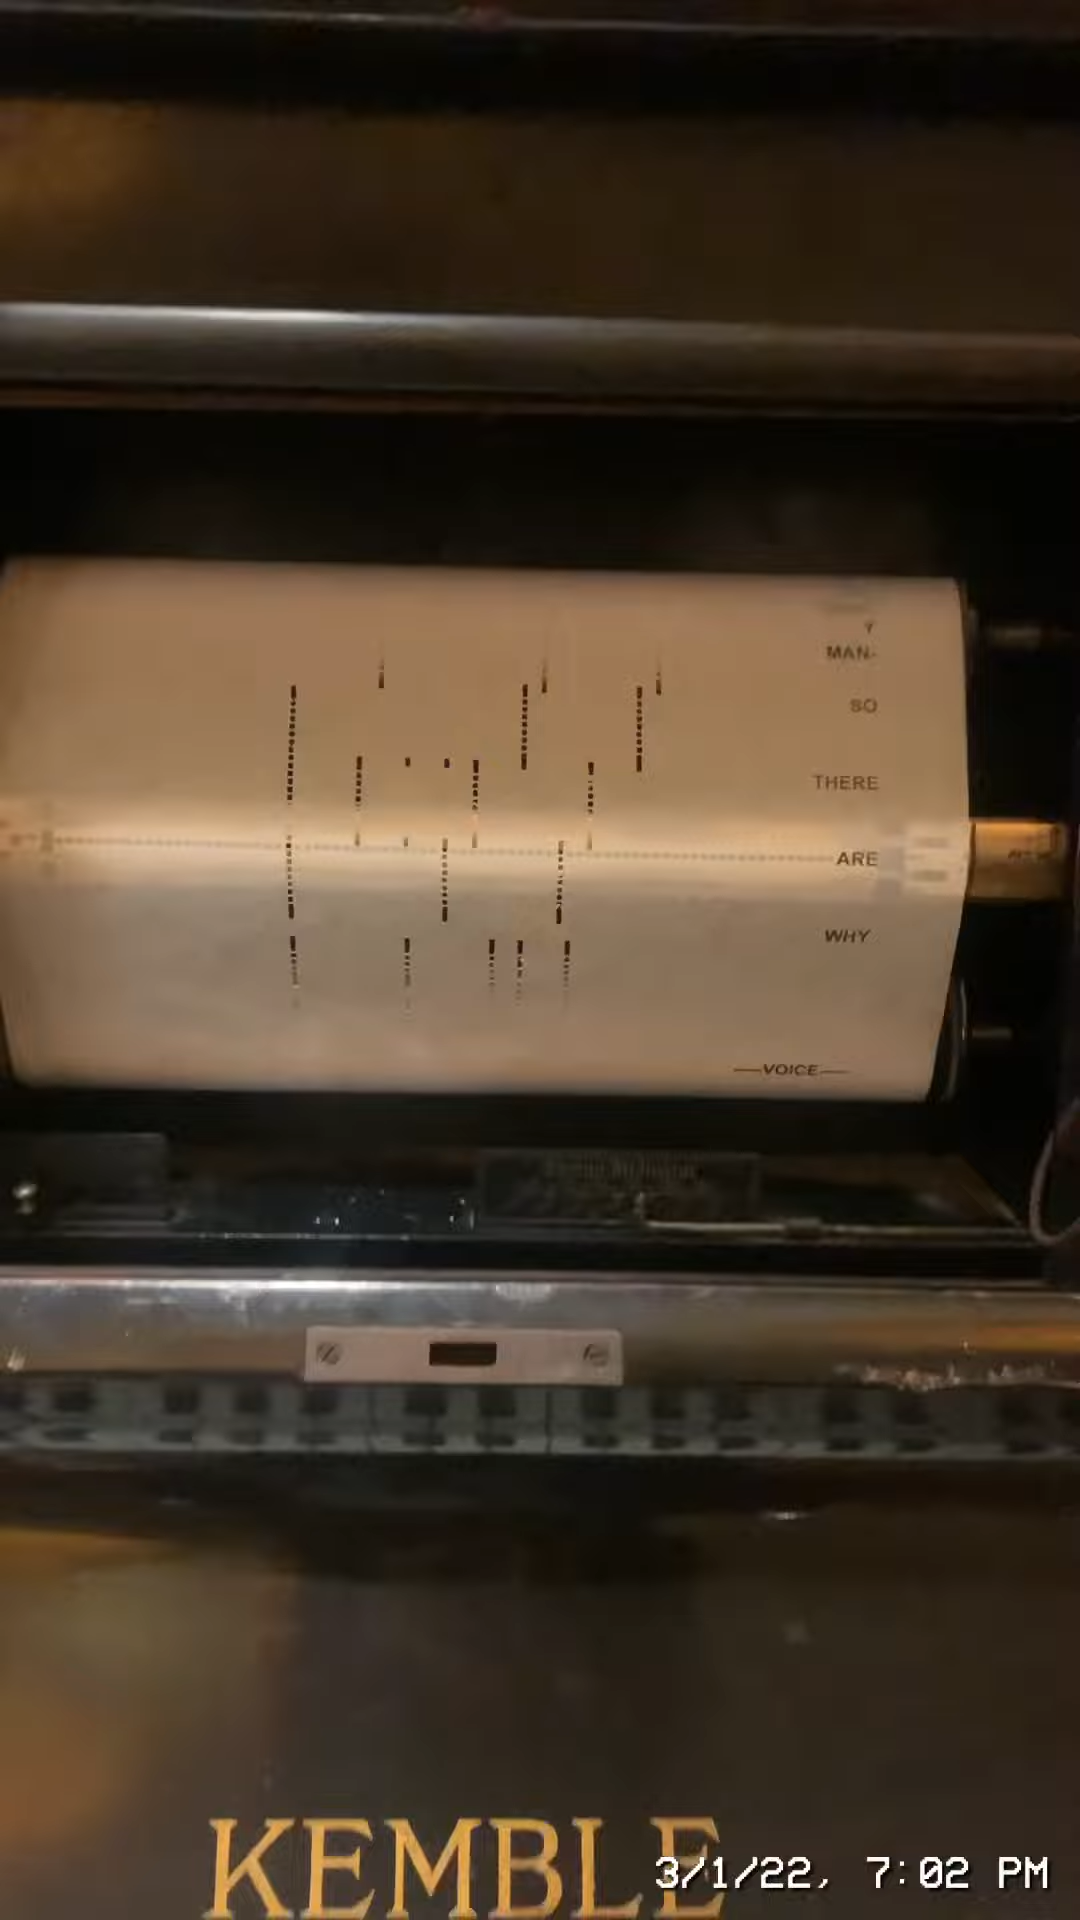 Y
MAN-
SO
THERE
ARE
WHY
—VOICE—
KEMBLE
3/1/22, 7:02 PM